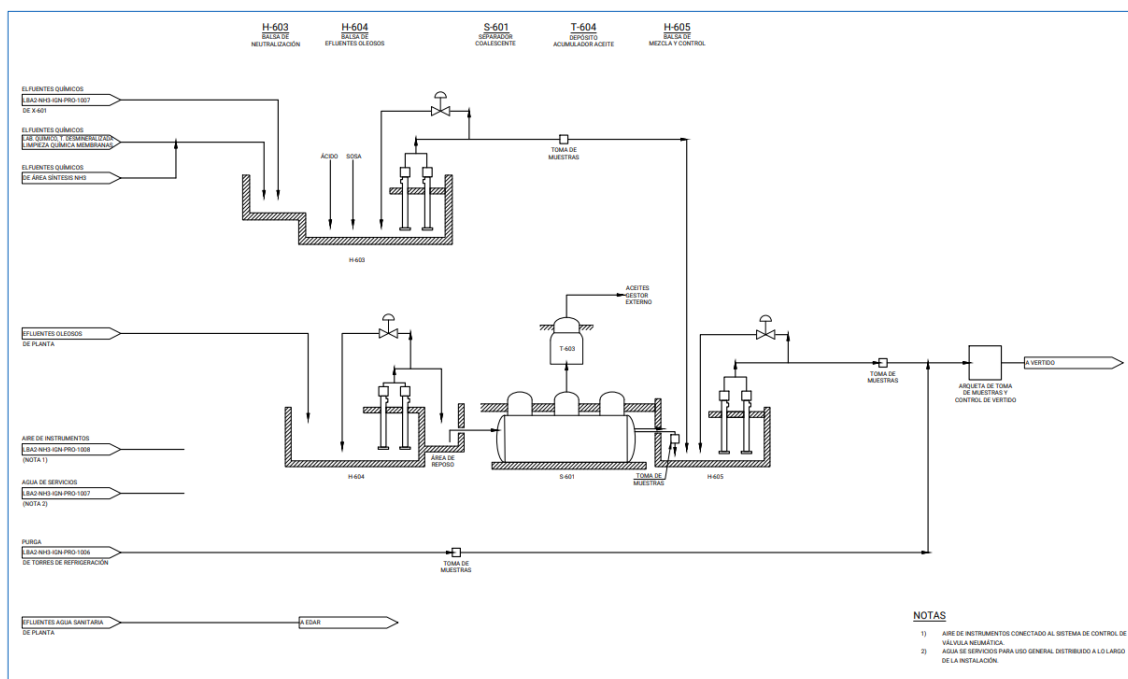 H-603
BALSA DE
NEUTRALIZACIÓN
H-604
BALSA DE
EFLUENTES OLEOSOS
S-601
SEPARADOR
COALESCENTE
T-604
DEPÓSITO
ACUMULADOR ACEITE
H-605
BALSA DE
MEZCLA Y CONTROL
ELFUENTES QUÍMICOS
LBA2-NH3-IGN-PRO-1007
DE X-601
ELFUENTES QUÍMICOS
LAB. QUÍMICO, T. DESMINERALIZADA
LIMPIEZA QUÍMICA MEMBRANAS
ELFUENTES QUÍMICOS
DE ÁREA SÍNTESIS NH3
ÁCIDO
SOSA
TOMA DE
MUESTRAS
H-603
ACEITES
GESTOR
EXTERNO
T-603
EFLUENTES OLEOSOS
DE PLANTA
TOMA DE
MUESTRAS
ARQUETA DE TOMA
DE MUESTRAS Y
CONTROL DE VERTIDO
A VERTIDO
AIRE DE INSTRUMENTOS
LBA2-NH3-IGN-PRO-1008
(NOTA 1)
H-604
ÁREA DE
REPOSO
S-601
TOMA DE
MUESTRAS
H-605
AGUA DE SERVICIOS
LBA2-NH3-IGN-PRO-1007
(NOTA 2)
PURGA
LBA2-NH3-IGN-PRO-1006
DE TORRES DE REFRIGERACIÓN
TOMA DE
MUESTRAS
EFLUENTES AGUA SANITARIA
DE PLANTA
A EDAR
NOTAS
1) AIRE DE INSTRUMENTOS CONECTADO AL SISTEMA DE CONTROL DE
VÁLVULA NEUMÁTICA.
2) AGUA SE SERVICIOS PARA USO GENERAL DISTRIBUIDO A LO LARGO
DE LA INSTALACIÓN.